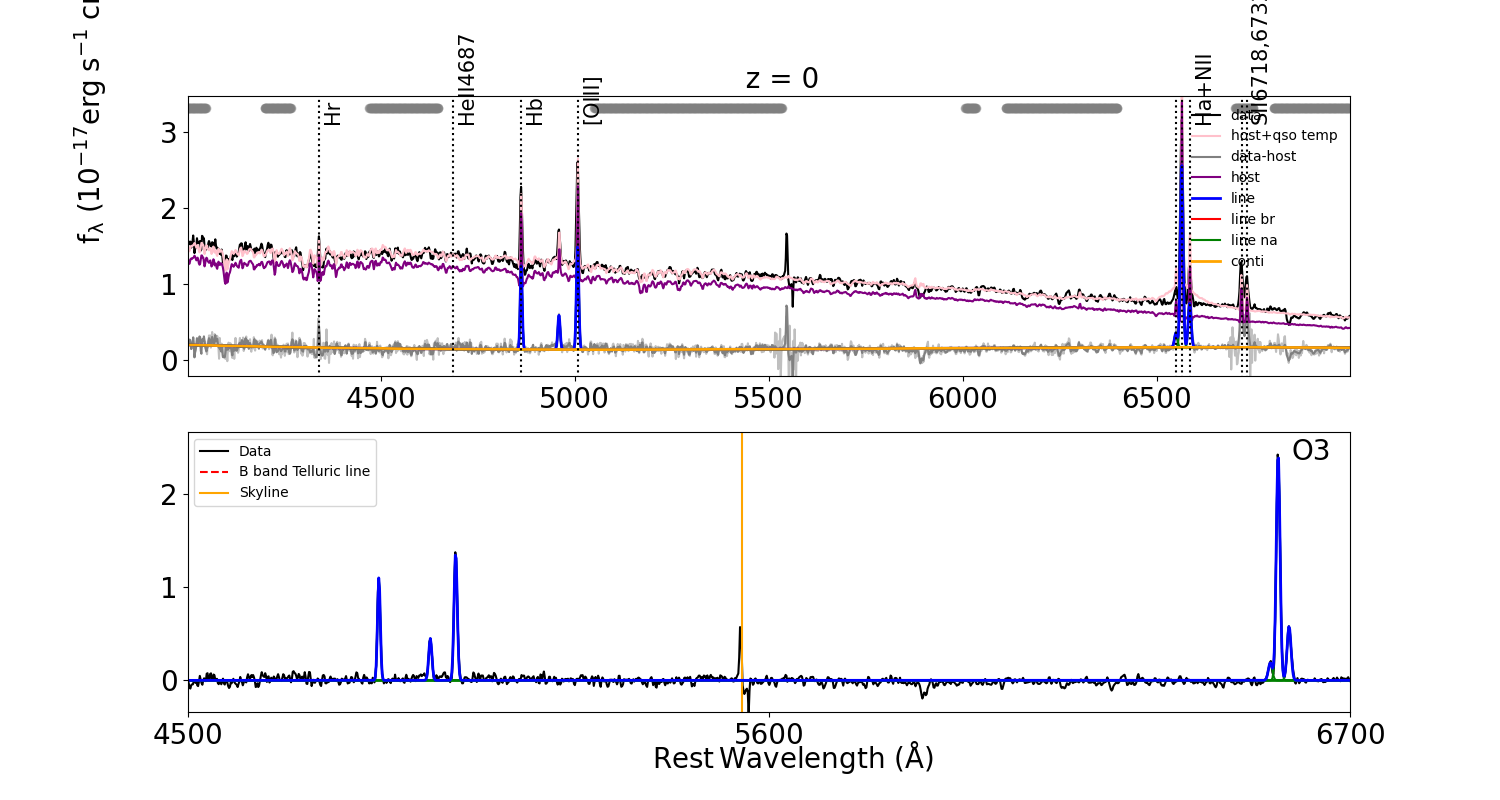 z = 0
f_λ (10^−17 erg s^−1 c
Hr
HeII4687
Hb
[OIII]
Ha+NII
SII6718,673
data
host+qso temp
data-host
host
line
line br
line na
conti
3
2
1
0
4500 5000 5500 6000 6500
O3
Data
B band Telluric line
Skyline
2
1
0
4500 5600 6700
Rest Wavelength (Å)